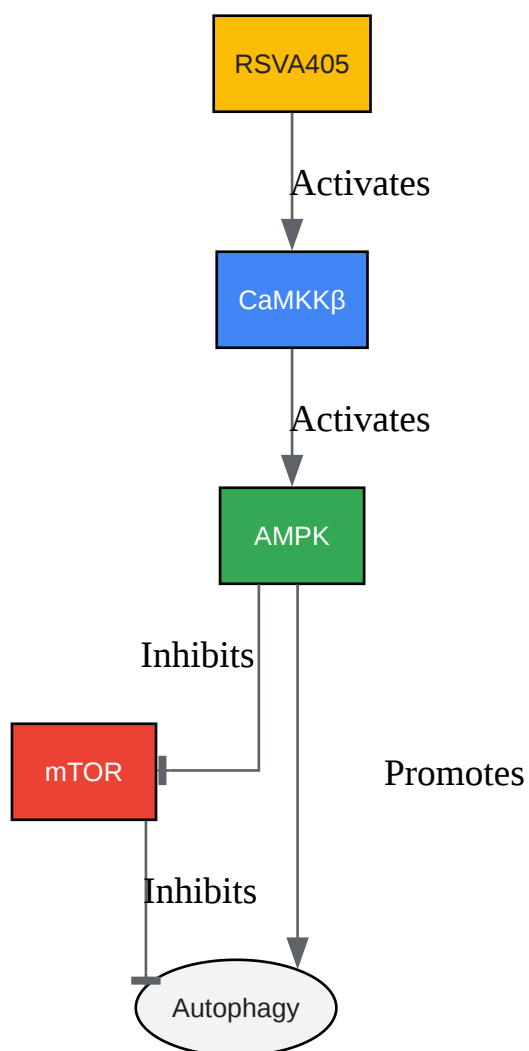 RSVA405
Activates
CaMKKβ
Activates
AMPK
Inhibits
mTOR
Promotes
Inhibits
Autophagy